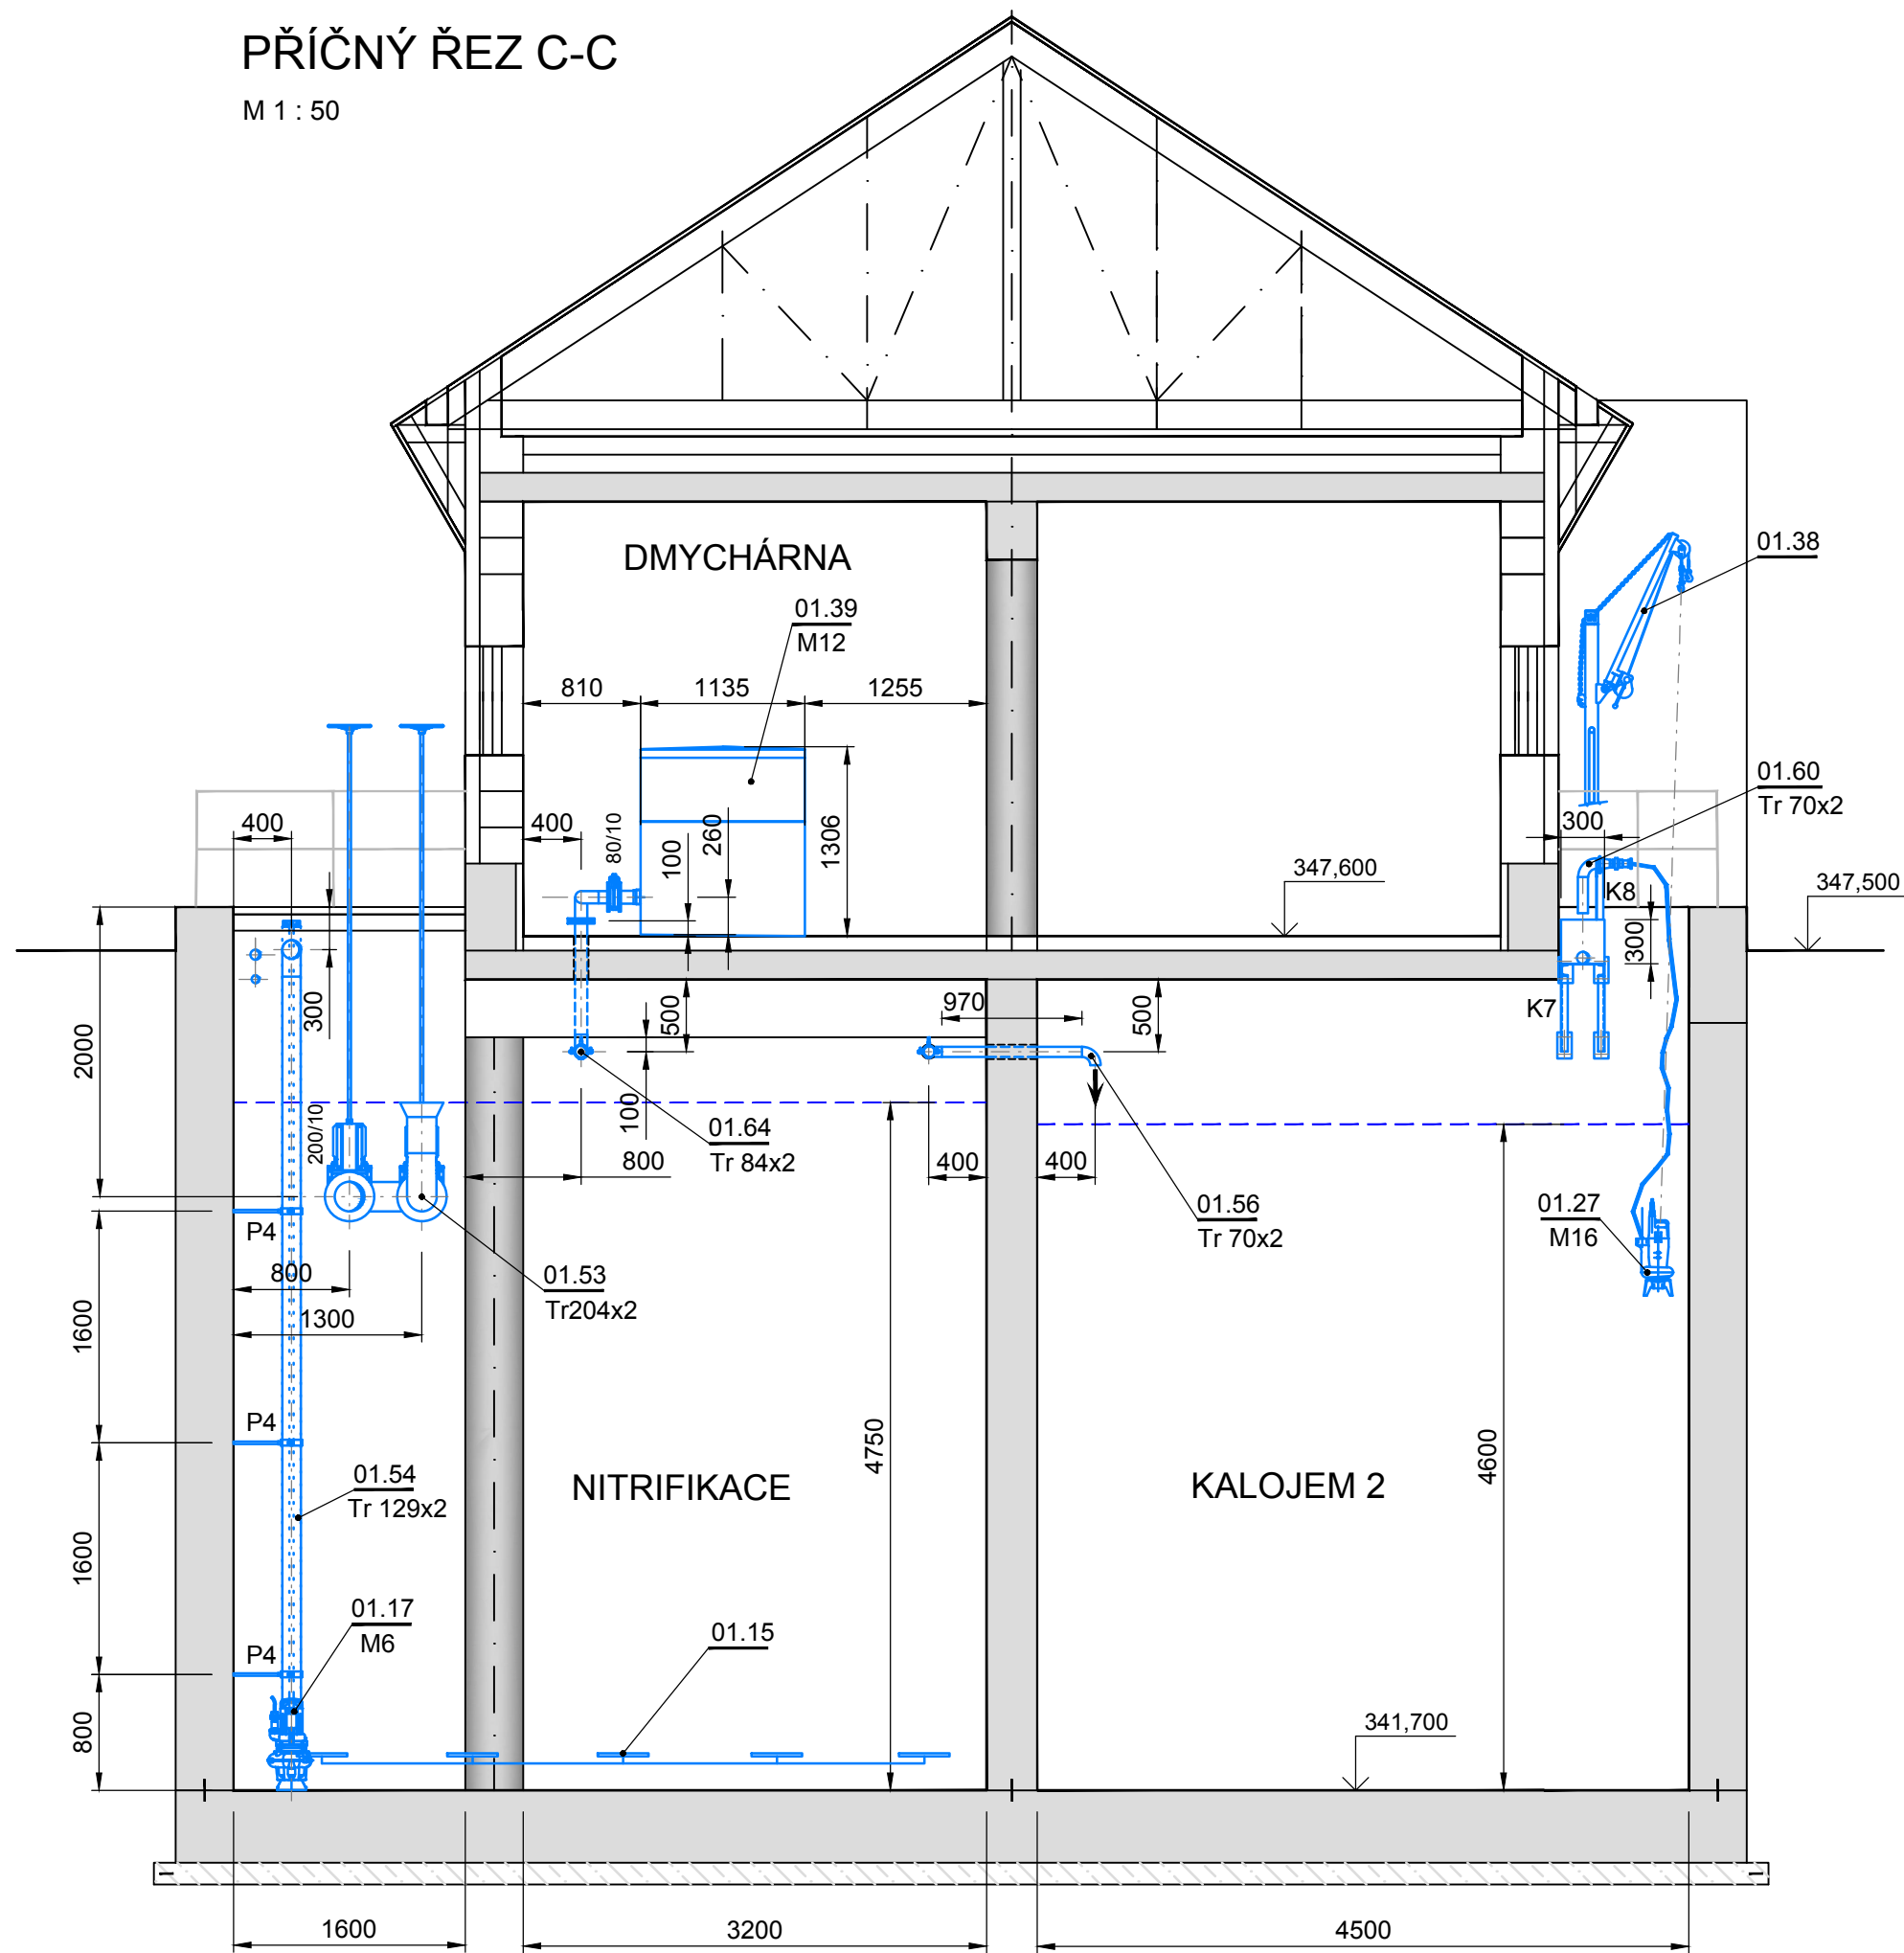 PŘÍČNÝ ŘEZ C-C
M 1 : 50
DMYCHÁRNA
01.38
01.39
M12
810
1135
1255
01.60
Tr 70x2
400
400
80/10
100
260
1306
300
347,600
K8
347,500
300
300
2000
K7
500
970
500
200/10
100
01.64
Tr 84x2
800
400
400
01.56
Tr 70x2
01.27
M16
P4
800
01.53
Tr204x2
1300
1600
P4
4750
4600
NITRIFIKACE
KALOJEM 2
01.54
Tr 129x2
1600
01.17
M6
01.15
P4
800
341,700
1600
3200
4500